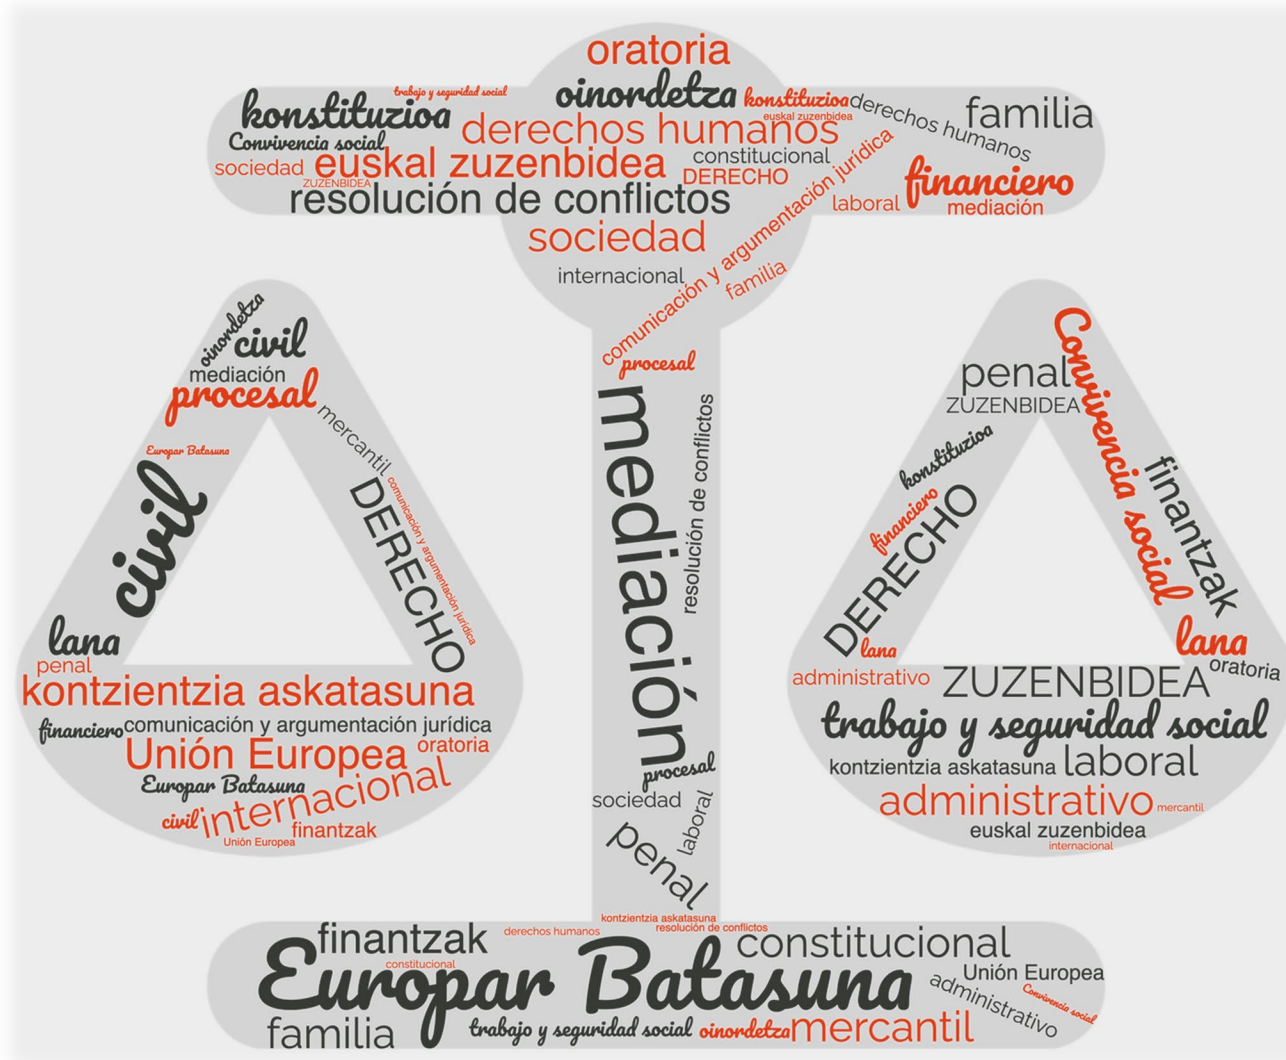 oratoria
trabajo y seguridad social
konstituzioa
oinordetza
konstituzioa
derechos humanos
familia
euskal zuzenbidea
derechos humanos
Convivencia social
sociedad
euskal zuzenbidea
constitucional
DERECHO
ZUZENBIDEA
resolución de conflictos
comunicación y argumentación jurídica
financiero
laboral
mediación
sociedad
internacional
familia
procesal
mediación
resolución de conflictos
procesal
sociedad
laboral
penal
oinordetza
civil
mediación
procesal
mercantil
Europar Batasuna
civil
DERECHO
comunicación y argumentación jurídica
lana
penal
kontzientzia askatasuna
financiero
comunicación y argumentación jurídica
Unión Europea
oratoria
Europar Batasuna
civil
internacional
finantzak
Unión Europea
Convivencia social
penal
ZUZENBIDEA
konstituzioa
financiero
DERECHO
finantzak
lana
lana
oratoria
administrativo
ZUZENBIDEA
trabajo y seguridad social
kontzientzia askatasuna
laboral
administrativo
mercantil
euskal zuzenbidea
internacional
kontzientzia askatasuna
resolución de conflictos
finantzak
derechos humanos
constitucional
constitucional
Europar Batasuna
Unión Europea
administrativo
Convivencia social
familia
trabajo y seguridad social
oinordetza
mercantil